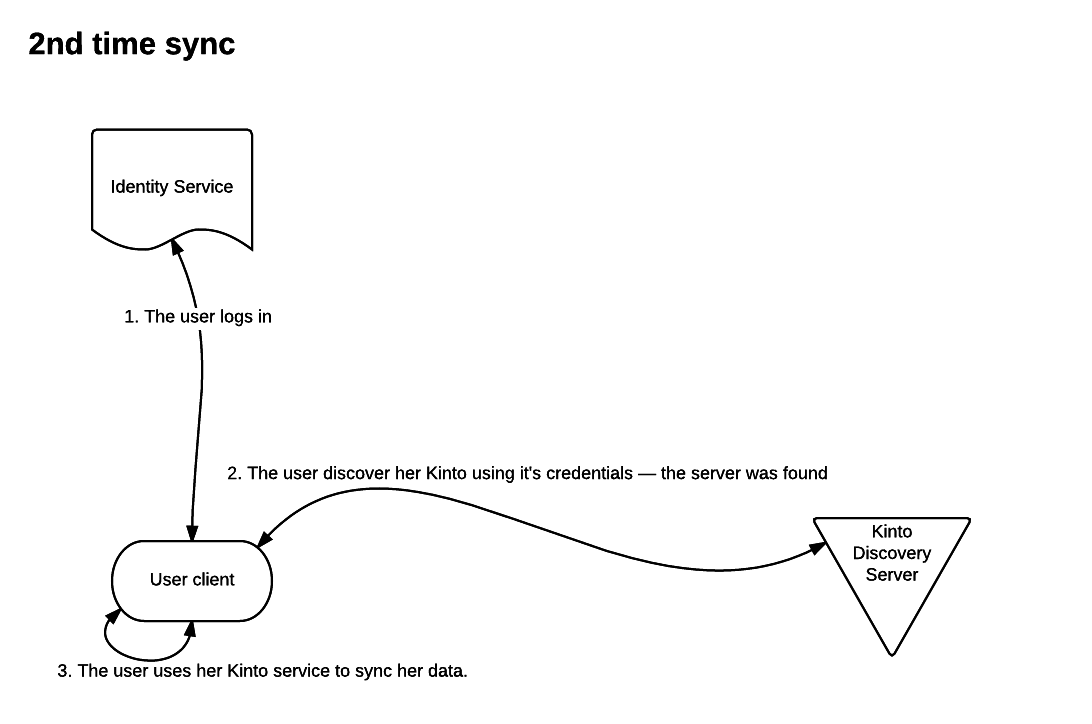 2nd time sync
Identity Service
1. The user logs in
2. The user discover her Kinto using it's credentials — the server was found
Kinto
Discovery
Server
User client
3. The user uses her Kinto service to sync her data.